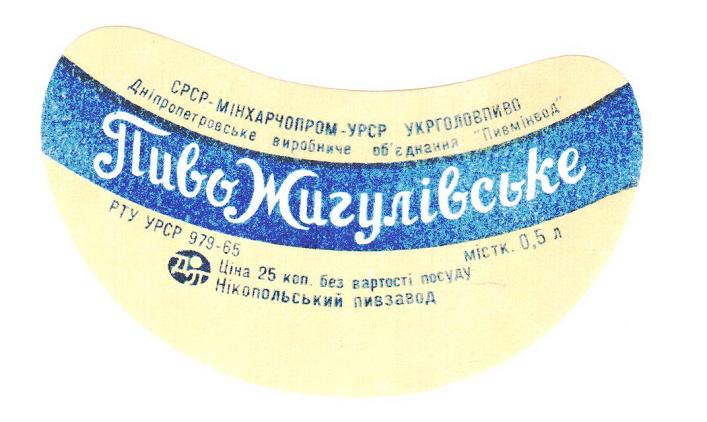 СРСР-МІНХАРЧОПРОМ-УРСР УКРГОЛОВПИВО
Дніпропетровське виробниче об'єднання "Пивмінвод"
Пиво Жигулівське
РТУ УРСР 979-65
містк. 0,5 л
Ціна 25 коп. без вартості посуду
Нікопольський пивзавод